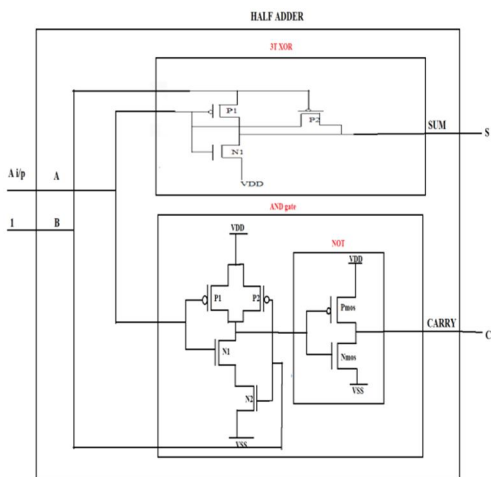 HALF ADDER
3T XOR
P1
P2
N1
VDD
SUM
S
A i/p
A
1
B
AND gate
VDD
NOT
VDD
P1
P2
Pmos
CARRY
C
N1
Nmos
N2
VSS
VSS